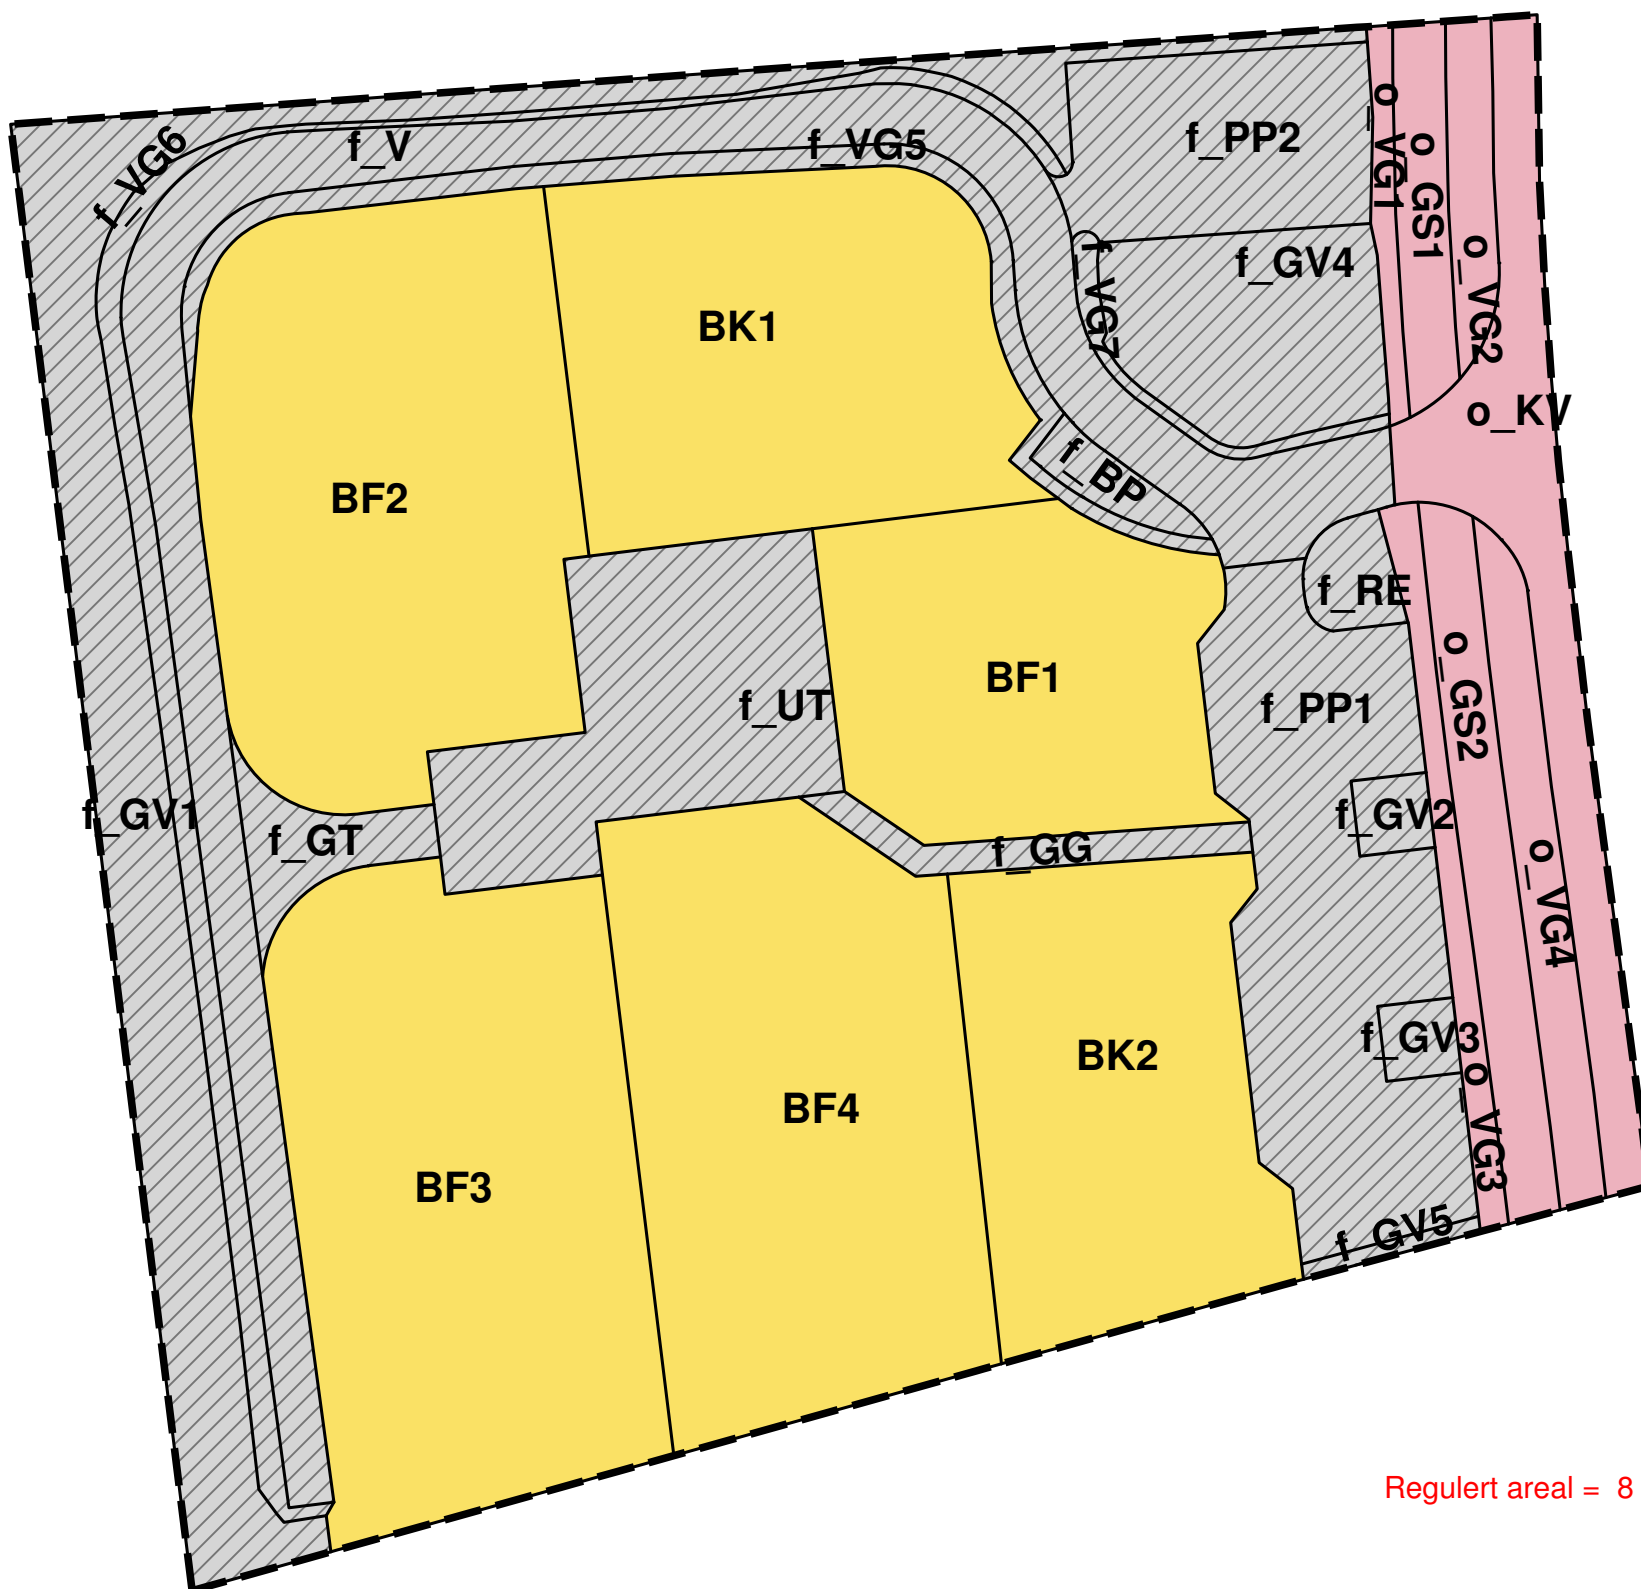 f_VG6
f_V
f_VG5
f_PP2
o_VG1
o_GS1
o_VG2
f_GV4
f_VG7
BK1
o_KV
BF2
f_BP
f_RE
BF1
f_UT
f_PP1
o_GS2
f_GV1
f_GT
f_GG
f_GV2
o_VG4
f_GV3
BK2
BF4
o_VG3
BF3
f_GV5
Regulert areal = 8